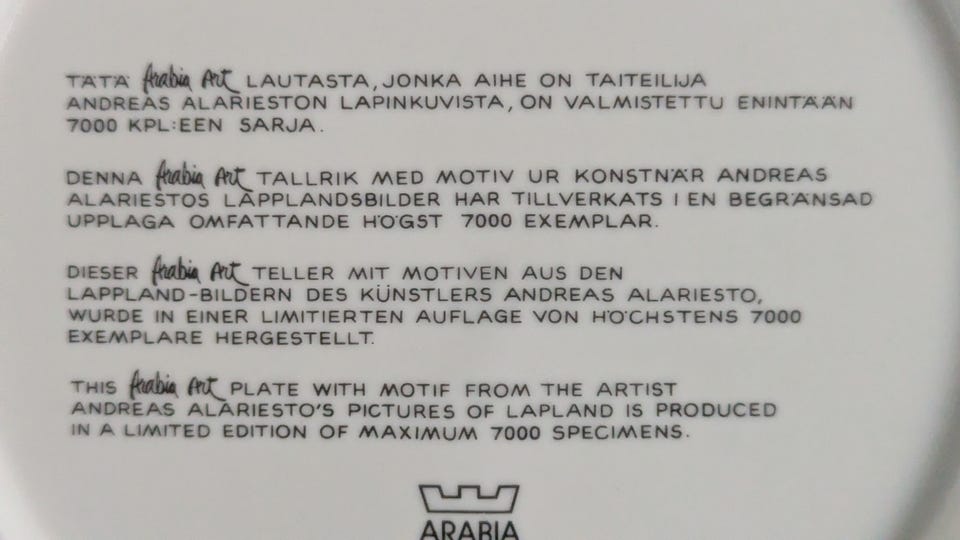 TÄTÄ Arabia Art LAUTASTA, JONKA AIHE ON TAITEILIJA
ANDREAS ALARIESTON LAPINKUVISTA, ON VALMISTETTU ENINTÄÄN
7000 KPL:EEN SARJA.
DENNA Arabia Art TALLRIK MED MOTIV UR KONSTNÄR ANDREAS
ALARIESTOS LAPPLANDSBILDER HAR TILLVERKATS I EN BEGRÄNSAD
UPPLAGA OMFATTANDE HÖGST 7000 EXEMPLAR.
DIESER Arabia Art TELLER MIT MOTIVEN AUS DEN
LAPPLAND-BILDERN DES KÜNSTLERS ANDREAS ALARIESTO,
WURDE IN EINER LIMITIERTEN AUFLAGE VON HÖCHSTENS 7000
EXEMPLARE HERGESTELLT.
THIS Arabia Art PLATE WITH MOTIF FROM THE ARTIST
ANDREAS ALARIESTO'S PICTURES OF LAPLAND IS PRODUCED
IN A LIMITED EDITION OF MAXIMUM 7000 SPECIMENS.
ARABIA